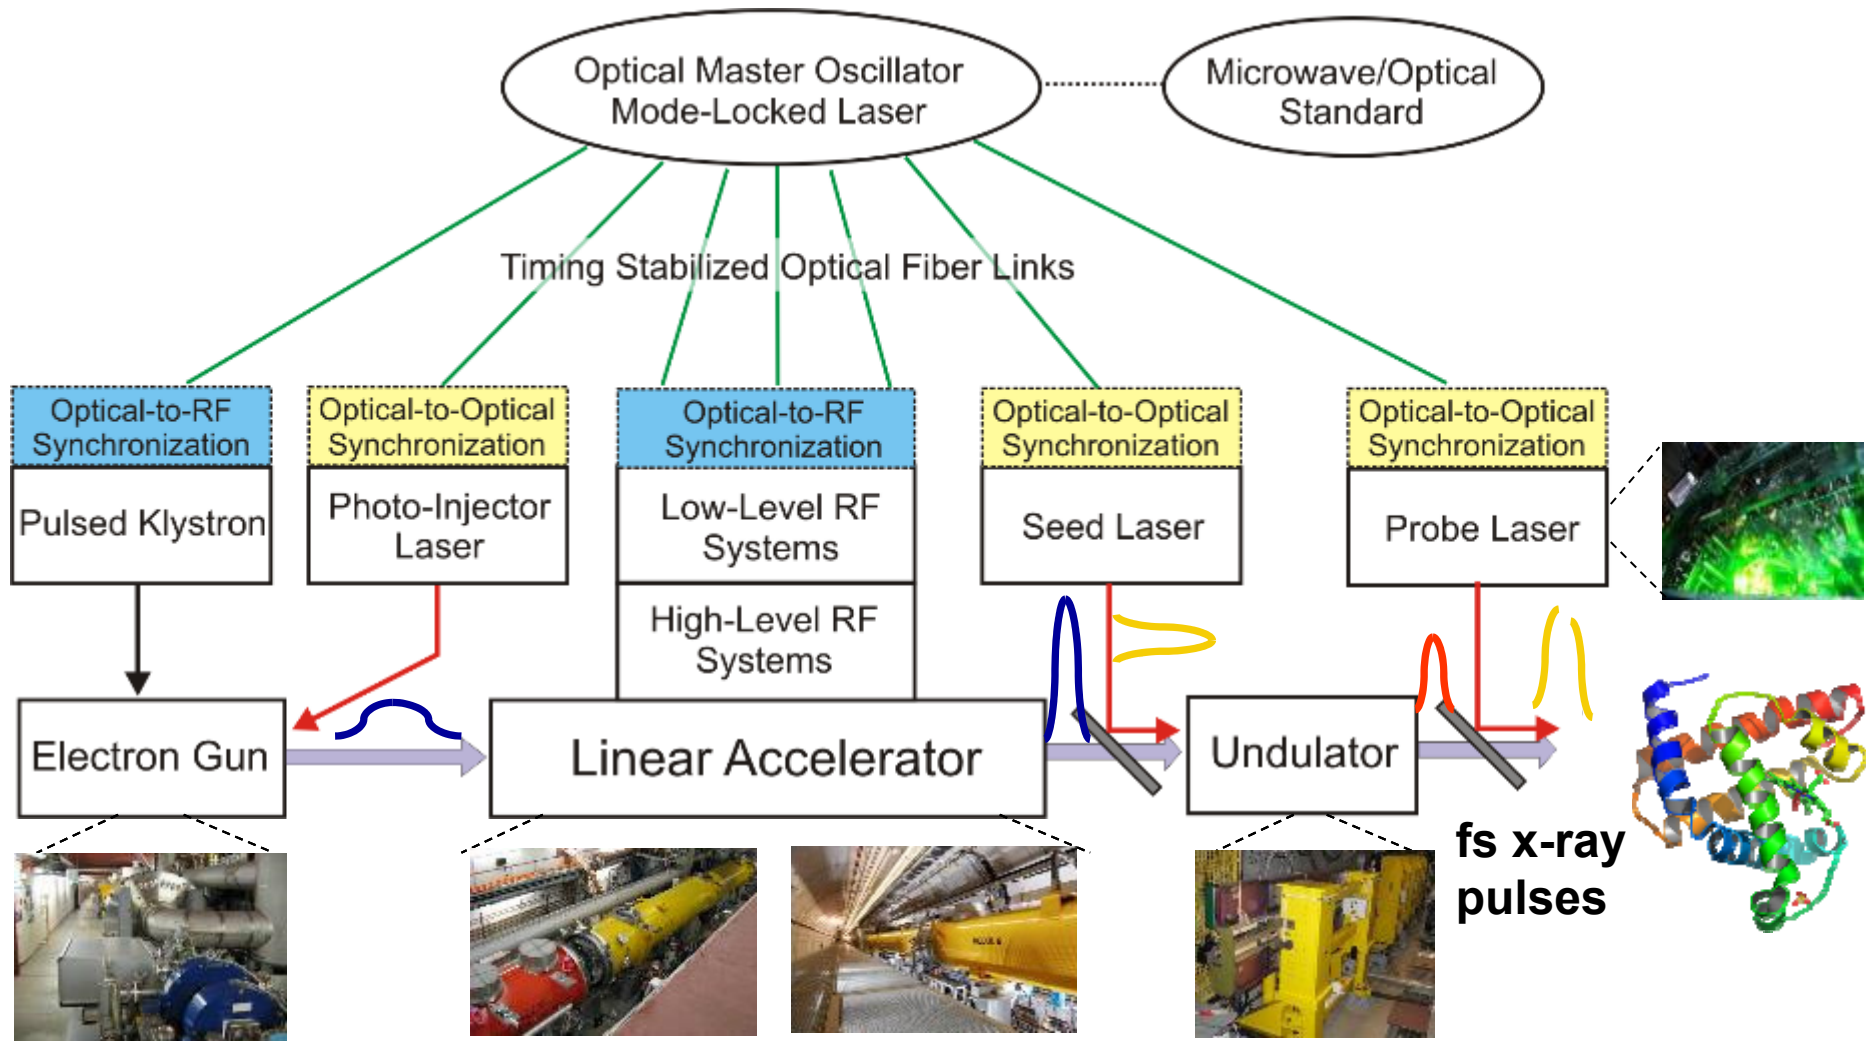 Optical Master Oscillator
Mode-Locked Laser
Microwave/Optical
Standard
Timing Stabilized Optical Fiber Links
Optical-to-RF
Synchronization
Pulsed Klystron
Optical-to-Optical
Synchronization
Photo-Injector
Laser
Optical-to-RF
Synchronization
Low-Level RF
Systems
High-Level RF
Systems
Optical-to-Optical
Synchronization
Seed Laser
Optical-to-Optical
Synchronization
Probe Laser
Electron Gun
Linear Accelerator
Undulator
fs x-ray
pulses